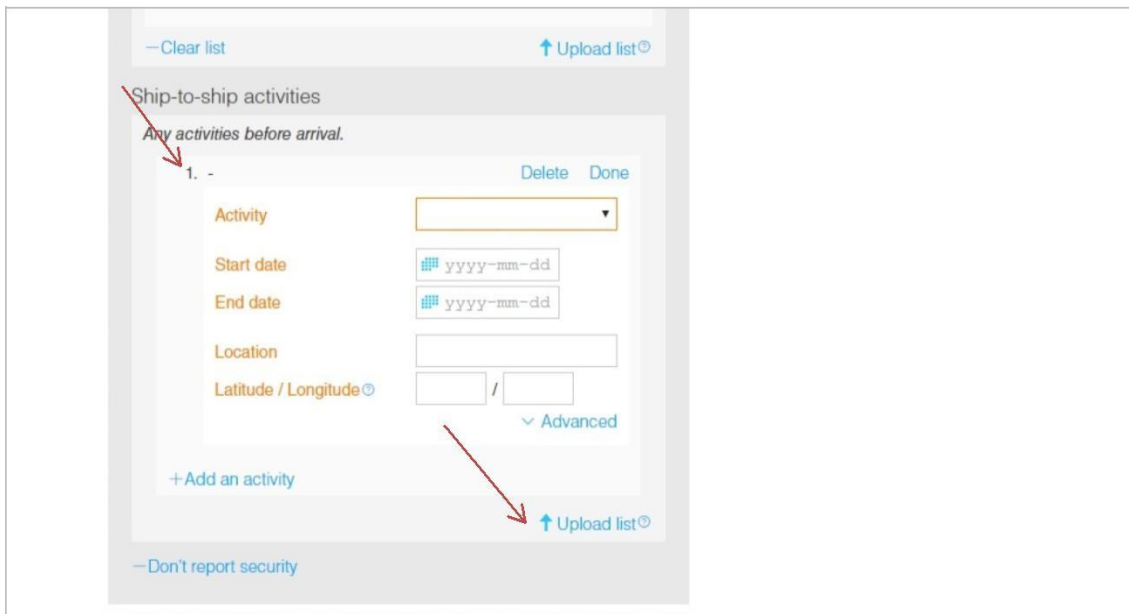 —Clear list
Upload list
Ship-to-ship activities
Any activities before arrival.
1. -
Delete Done
Activity
Start date
yyyy-mm-dd
End date
yyyy-mm-dd
Location
Latitude / Longitude
/
Advanced
+Add an activity
Upload list
—Don't report security